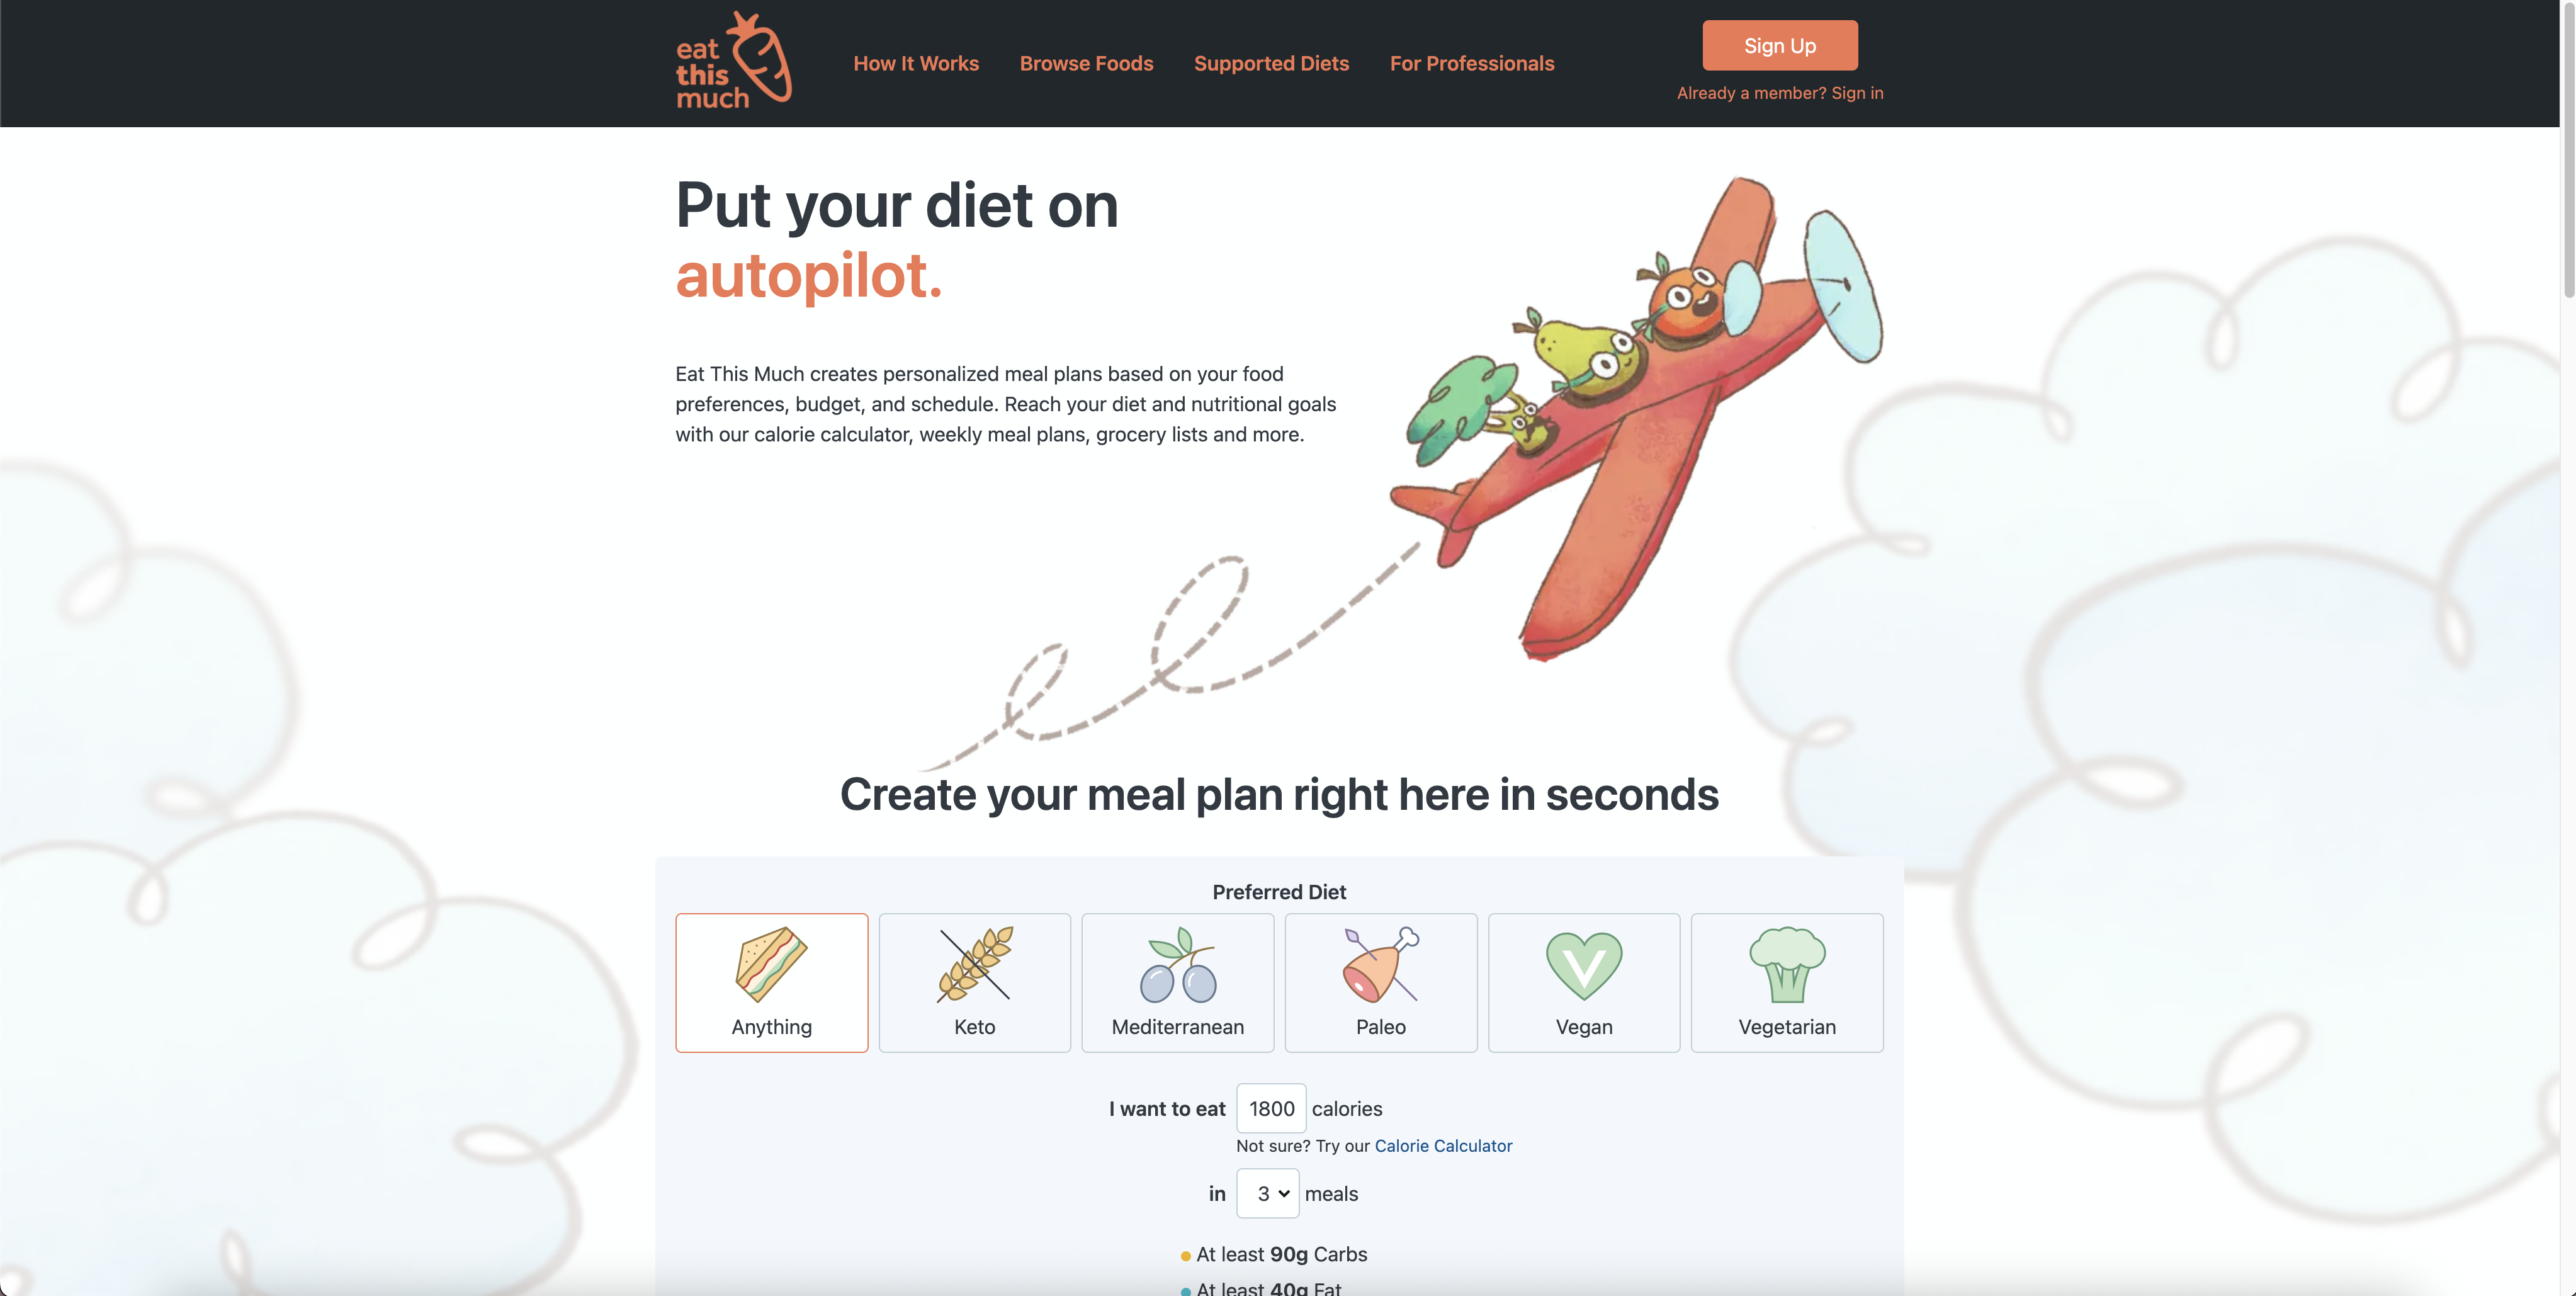 eat
this
much
How It Works
Browse Foods
Supported Diets
For Professionals
Sign Up
Already a member? Sign in
Put your diet on
autopilot.
Eat This Much creates personalized meal plans based on your food
preferences, budget, and schedule. Reach your diet and nutritional goals
with our calorie calculator, weekly meal plans, grocery lists and more.
Create your meal plan right here in seconds
Preferred Diet
Anything
Keto
Mediterranean
Paleo
V
Vegan
Vegetarian
I want to eat 1800 calories
Not sure? Try our Calorie Calculator
in 3 meals
At least 90g Carbs
At least 40g Fat